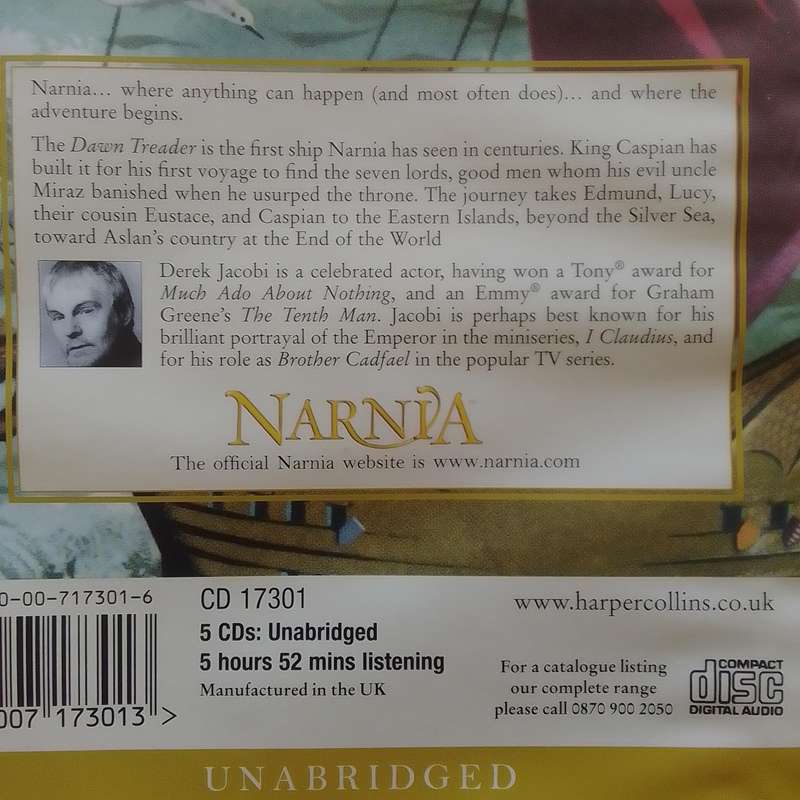 Narnia... where anything can happen (and most often does)... and where the
adventure begins.
The Dawn Treader is the first ship Narnia has seen in centuries. King Caspian has
built it for his first voyage to find the seven lords, good men whom his evil uncle
Miraz banished when he usurped the throne. The journey takes Edmund, Lucy,
their cousin Eustace, and Caspian to the Eastern Islands, beyond the Silver Sea,
toward Aslan's country at the End of the World
Derek Jacobi is a celebrated actor, having won a Tony® award for
Much Ado About Nothing, and an Emmy® award for Graham
Greene's The Tenth Man. Jacobi is perhaps best known for his
brilliant portrayal of the Emperor in the miniseries, I Claudius, and
for his role as Brother Cadfael in the popular TV series.
NARNIA
The official Narnia website is www.narnia.com
0-00-717301-6
007 173013 >
CD 17301
5 CDs: Unabridged
5 hours 52 mins listening
Manufactured in the UK
www.harpercollins.co.uk
For a catalogue listing
our complete range
please call 0870 900 2050
COMPACT
disc
DIGITAL AUDIO
UNABRIDGED